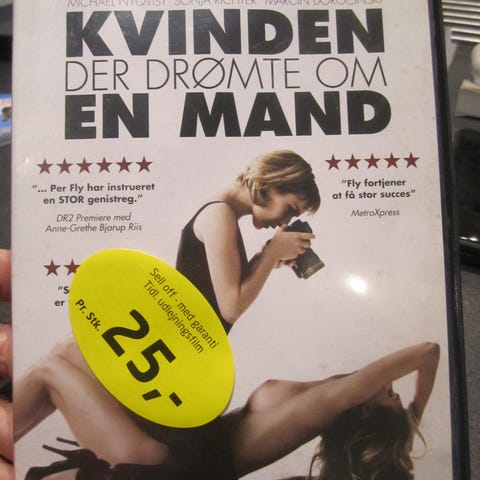 MICHAEL NYQVIST SONJA RICHTER MARCIN DOROCINSKI
KVINDEN
DER DRØMTE OM
EN MAND
"... Per Fly har instrueret
en STOR genistreg."
DR2 Premiere med
Anne-Grethe Bjarup Riis
"Fly fortjener
at få stor succes"
MetroXpress
er
Sell off - med garanti
Tidl. udlejningsfilm
Pr. Stk.
25,-